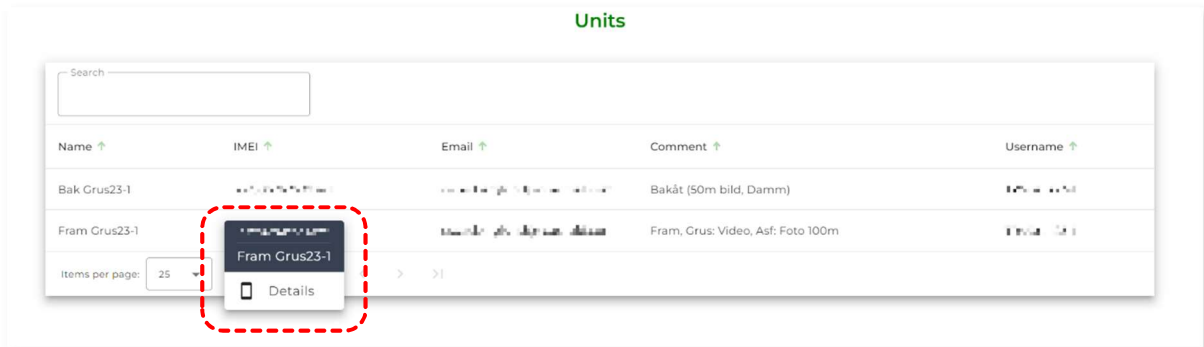 Units
Search
Name ↑ IMEI ↑ Email ↑ Comment ↑ Username ↑
Bak Grus23-1 Bakåt (50m bild, Damm)
Fram Grus23-1 Fram, Grus: Video, Asf: Foto 100m
Fram Grus23-1
Items per page: 25
Details